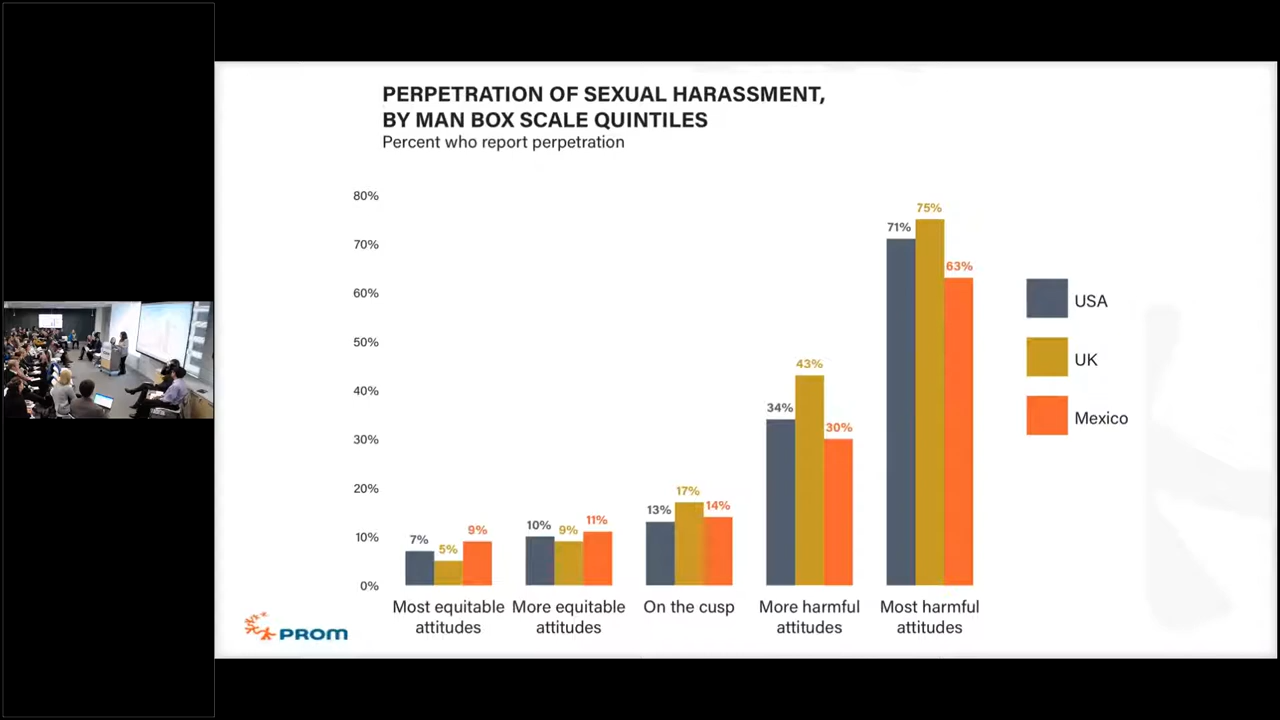 PERPETRATION OF SEXUAL HARASSMENT,
BY MAN BOX SCALE QUINTILES
Percent who report perpetration
80%
70%
60%
50%
40%
30%
20%
10%
0%
7%
5%
9%
10%
9%
11%
13%
17%
14%
34%
43%
30%
71%
75%
63%
Most equitable
attitudes
More equitable
attitudes
On the cusp
More harmful
attitudes
Most harmful
attitudes
USA
UK
Mexico
PROM